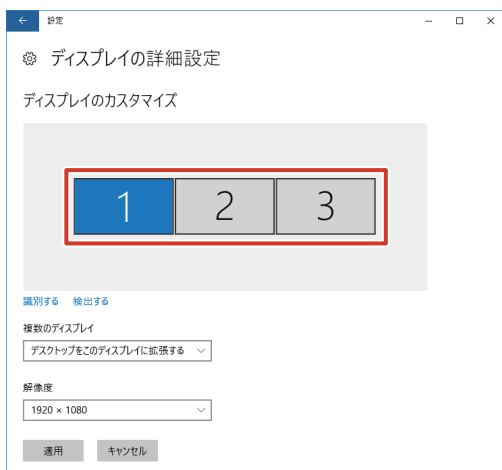 設定
ディスプレイの詳細設定
ディスプレイのカスタマイズ
1 2 3
識別する 検出する
複数のディスプレイ
デスクトップをこのディスプレイに拡張する
解像度
1920 × 1080
適用 キャンセル